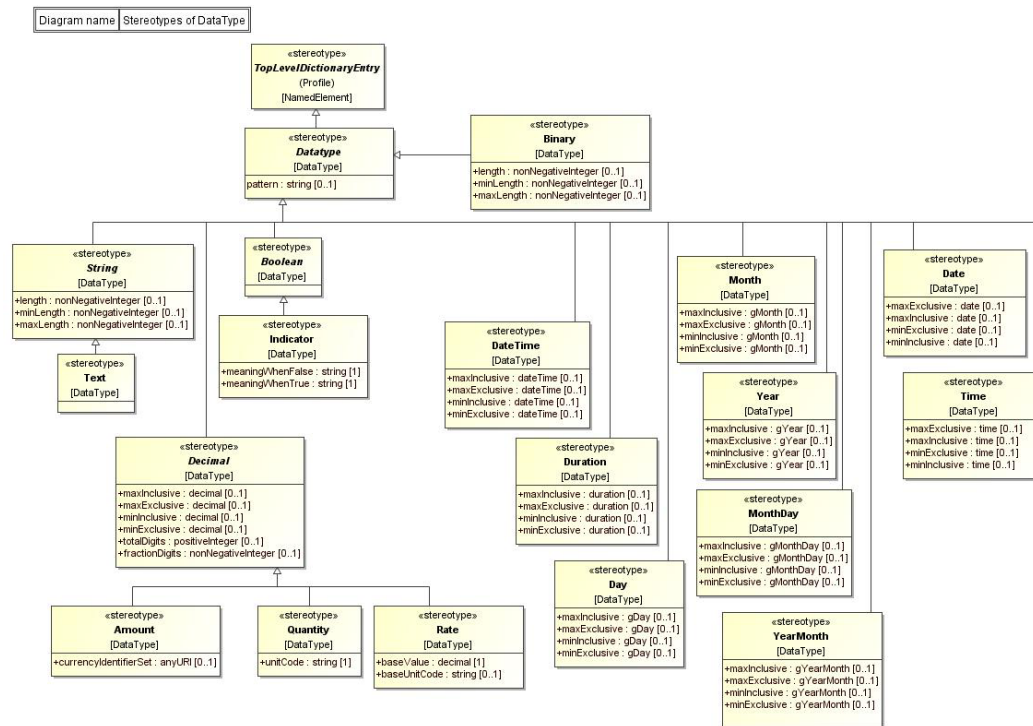 Diagram name Stereotypes of DataType
«stereotype»
TopLevelDictionaryEntry
(Profile)
[NamedElement]
«stereotype»
Datatype
[DataType]
pattern : string [0..1]
«stereotype»
Binary
[DataType]
+length : nonNegativeInteger [0..1]
+minLength : nonNegativeInteger [0..1]
+maxLength : nonNegativeInteger [0..1]
«stereotype»
String
[DataType]
+length : nonNegativeInteger [0..1]
+minLength : nonNegativeInteger [0..1]
+maxLength : nonNegativeInteger [0..1]
«stereotype»
Text
[DataType]
«stereotype»
Boolean
[DataType]
«stereotype»
Indicator
[DataType]
+meaningWhenFalse : string [1]
+meaningWhenTrue : string [1]
«stereotype»
DateTime
[DataType]
+maxInclusive : dateTime [0..1]
+maxExclusive : dateTime [0..1]
+minInclusive : dateTime [0..1]
+minExclusive : dateTime [0..1]
«stereotype»
Month
[DataType]
+maxInclusive : gMonth [0..1]
+maxExclusive : gMonth [0..1]
+minInclusive : gMonth [0..1]
+minExclusive : gMonth [0..1]
«stereotype»
Date
[DataType]
+maxExclusive : date [0..1]
+maxInclusive : date [0..1]
+minExclusive : date [0..1]
+minInclusive : date [0..1]
«stereotype»
Year
[DataType]
+maxInclusive : gYear [0..1]
+maxExclusive : gYear [0..1]
+minInclusive : gYear [0..1]
+minExclusive : gYear [0..1]
«stereotype»
Time
[DataType]
+maxExclusive : time [0..1]
+maxInclusive : time [0..1]
+minExclusive : time [0..1]
+minInclusive : time [0..1]
«stereotype»
Decimal
[DataType]
+maxInclusive : decimal [0..1]
+maxExclusive : decimal [0..1]
+minInclusive : decimal [0..1]
+minExclusive : decimal [0..1]
+totalDigits : positiveInteger [0..1]
+fractionDigits : nonNegativeInteger [0..1]
«stereotype»
Duration
[DataType]
+maxInclusive : duration [0..1]
+maxExclusive : duration [0..1]
+minInclusive : duration [0..1]
+minExclusive : duration [0..1]
«stereotype»
MonthDay
[DataType]
+maxInclusive : gMonthDay [0..1]
+maxExclusive : gMonthDay [0..1]
+minInclusive : gMonthDay [0..1]
+minExclusive : gMonthDay [0..1]
«stereotype»
Day
[DataType]
+maxInclusive : gDay [0..1]
+maxExclusive : gDay [0..1]
+minInclusive : gDay [0..1]
+minExclusive : gDay [0..1]
«stereotype»
Amount
[DataType]
+currencyIdentifierSet : anyURI [0..1]
«stereotype»
Quantity
[DataType]
+unitCode : string [1]
«stereotype»
Rate
[DataType]
+baseValue : decimal [1]
+baseUnitCode : string [0..1]
«stereotype»
YearMonth
[DataType]
+maxInclusive : gYearMonth [0..1]
+maxExclusive : gYearMonth [0..1]
+minInclusive : gYearMonth [0..1]
+minExclusive : gYearMonth [0..1]